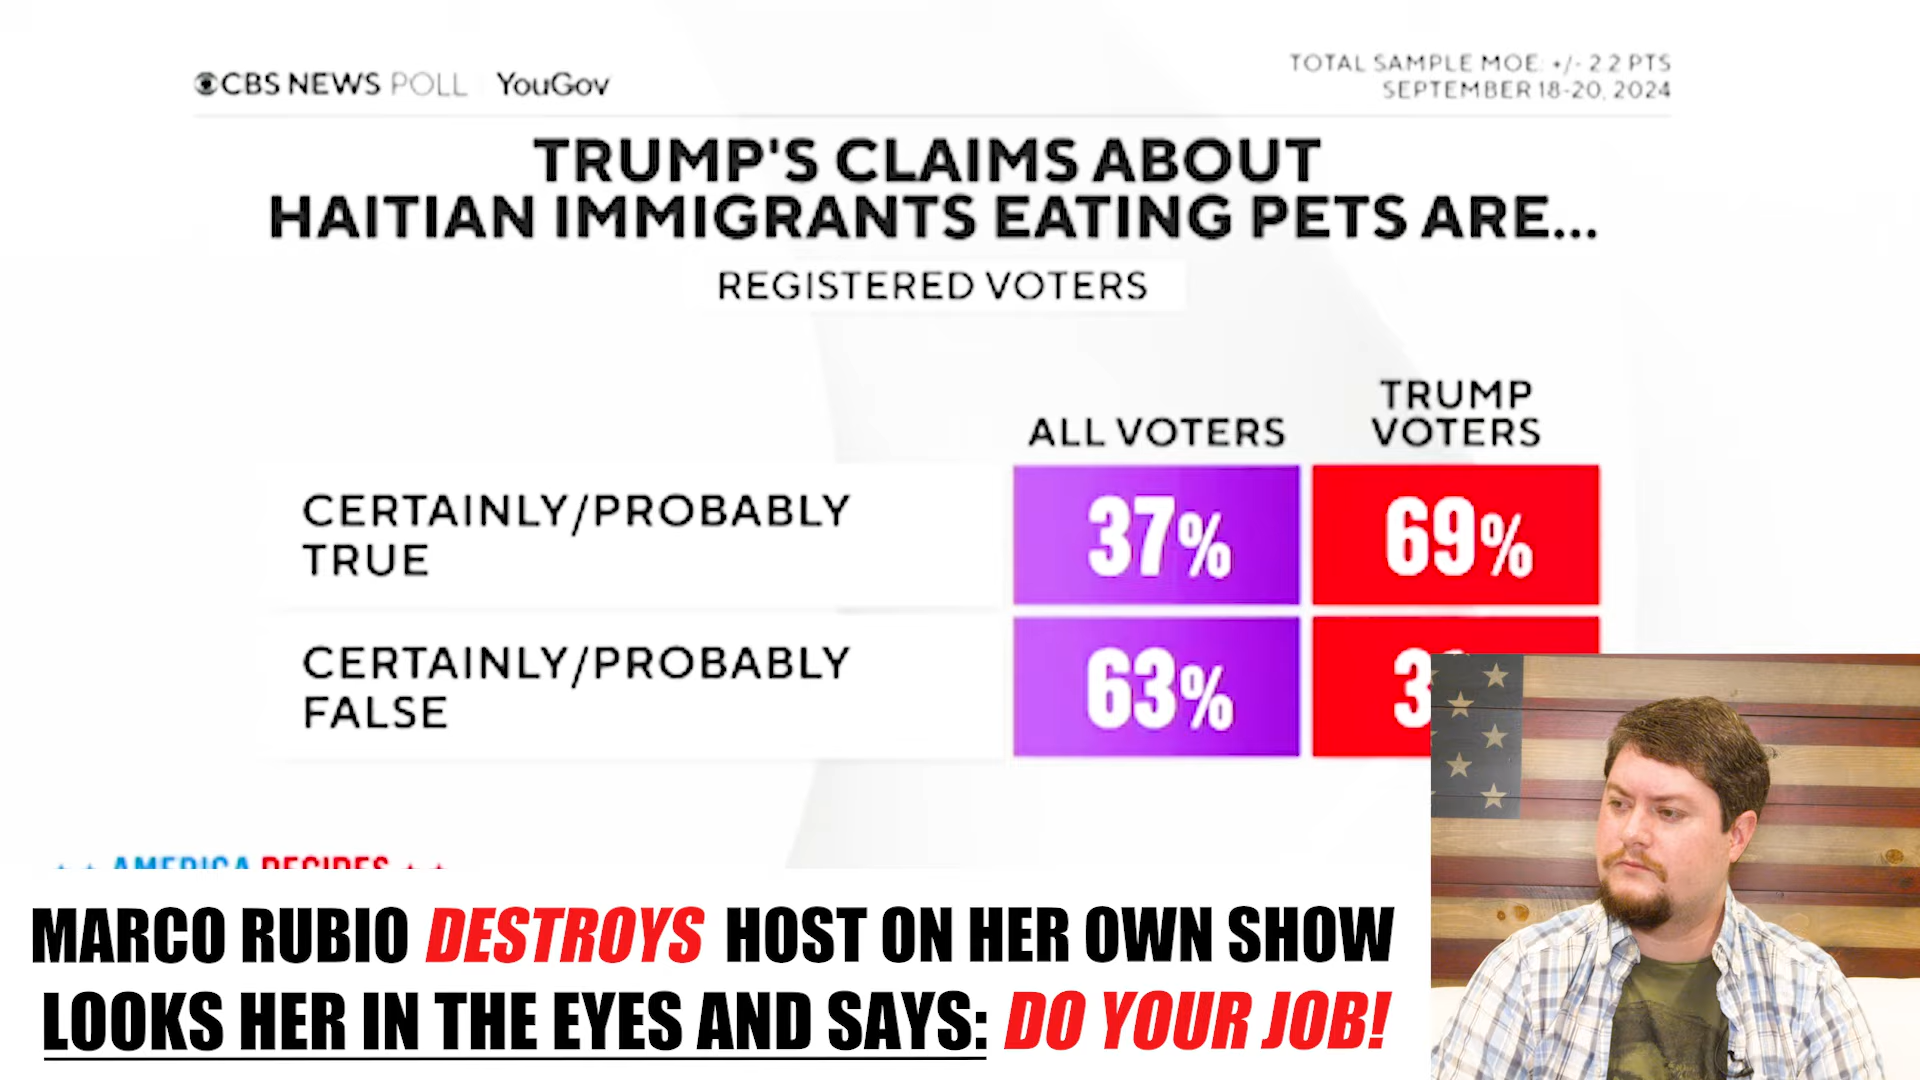 CBS NEWS POLL YouGov
TOTAL SAMPLE MOE: +/- 2.2 PTS
SEPTEMBER 18-20, 2024
TRUMP'S CLAIMS ABOUT
HAITIAN IMMIGRANTS EATING PETS ARE...
REGISTERED VOTERS
ALL VOTERS
TRUMP
VOTERS
CERTAINLY/PROBABLY
TRUE
37%
69%
CERTAINLY/PROBABLY
FALSE
63%
AMERICA DECIDES
MARCO RUBIO DESTROYS HOST ON HER OWN SHOW
LOOKS HER IN THE EYES AND SAYS: DO YOUR JOB!